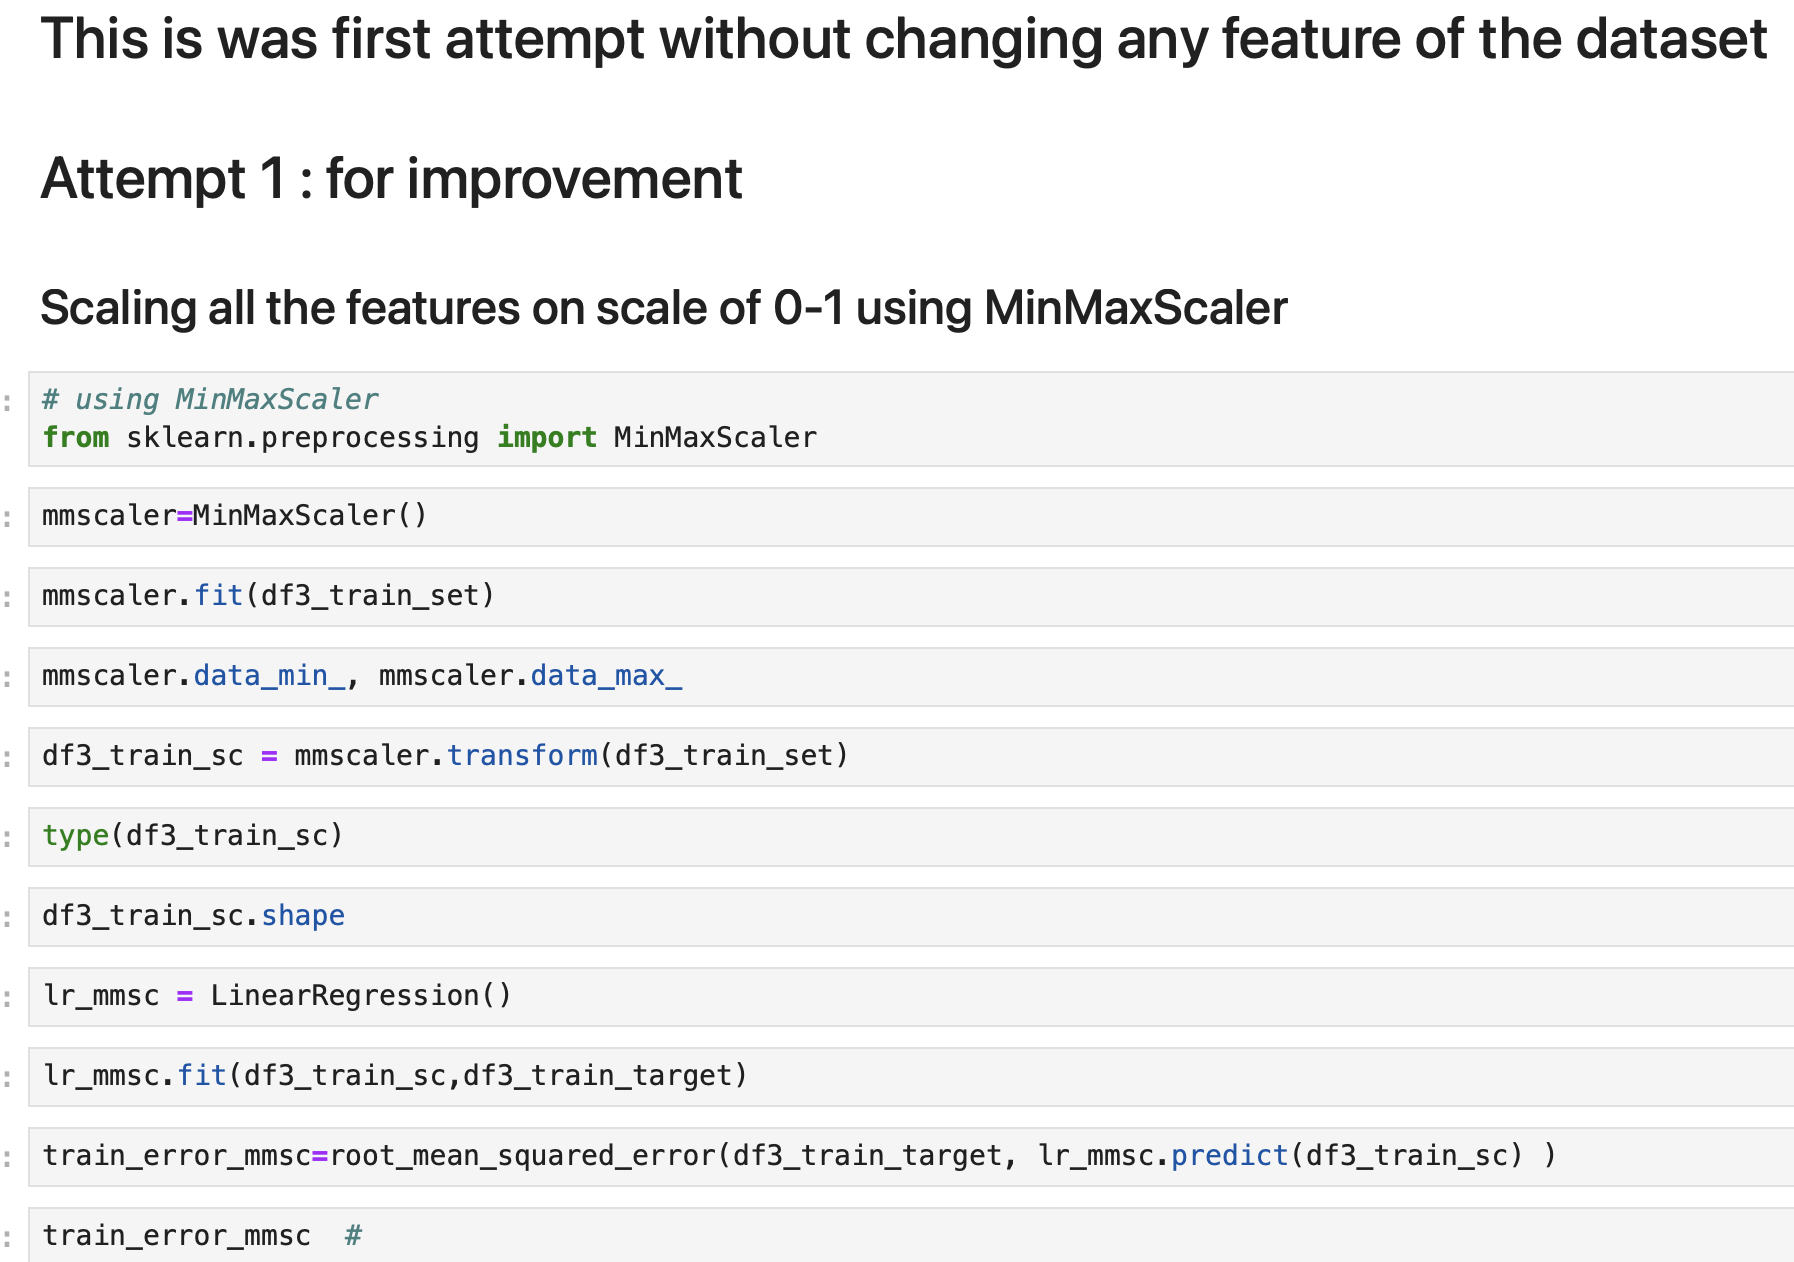 This is was first attempt without changing any feature of the dataset
Attempt 1 : for improvement
Scaling all the features on scale of 0-1 using MinMaxScaler
:
# using MinMaxScaler
from sklearn.preprocessing import MinMaxScaler
:
mmscaler=MinMaxScaler()
:
mmscaler.fit(df3_train_set)
:
mmscaler.data_min_, mmscaler.data_max_
:
df3_train_sc = mmscaler.transform(df3_train_set)
:
type(df3_train_sc)
:
df3_train_sc.shape
:
lr_mmsc = LinearRegression()
:
lr_mmsc.fit(df3_train_sc,df3_train_target)
:
train_error_mmsc=root_mean_squared_error(df3_train_target, lr_mmsc.predict(df3_train_sc) )
:
train_error_mmsc  #